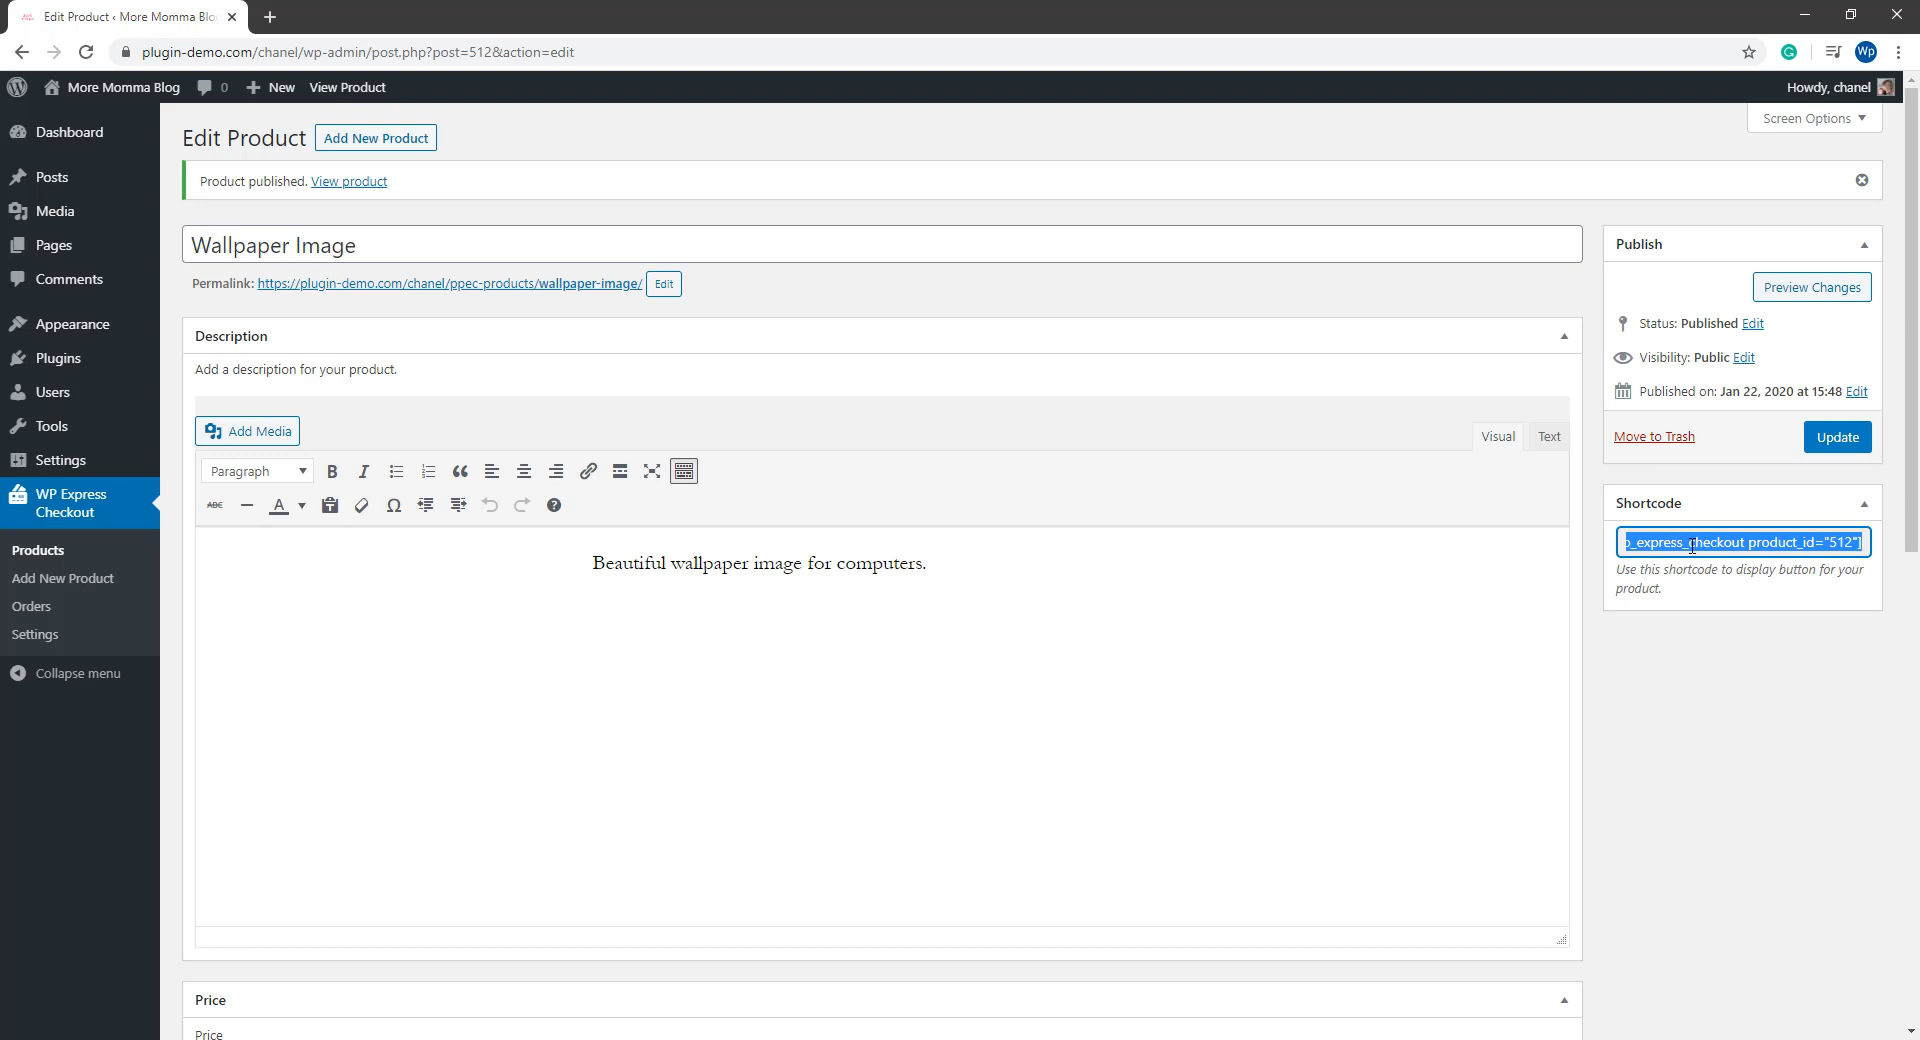 Edit Product ‹ More Momma Blo
plugin-demo.com/chanel/wp-admin/post.php?post=512&action=edit
Wp
More Momma Blog
0
New
View Product
Howdy, chanel
Dashboard
Posts
Media
Pages
Comments
Appearance
Plugins
Users
Tools
Settings
WP Express
Checkout
Products
Add New Product
Orders
Settings
Collapse menu
Screen Options
Edit Product
Add New Product
Product published. View product
Wallpaper Image
Permalink: https://plugin-demo.com/chanel/ppec-products/wallpaper-image/
Edit
Description
Add a description for your product.
Add Media
Visual
Text
Paragraph
B
I
ABC
A
Ω
Beautiful wallpaper image for computers.
Price
Price
Publish
Preview Changes
Status: Published Edit
Visibility: Public Edit
Published on: Jan 22, 2020 at 15:48 Edit
Move to Trash
Update
Shortcode
p_express_checkout product_id="512"]
Use this shortcode to display button for your
product.